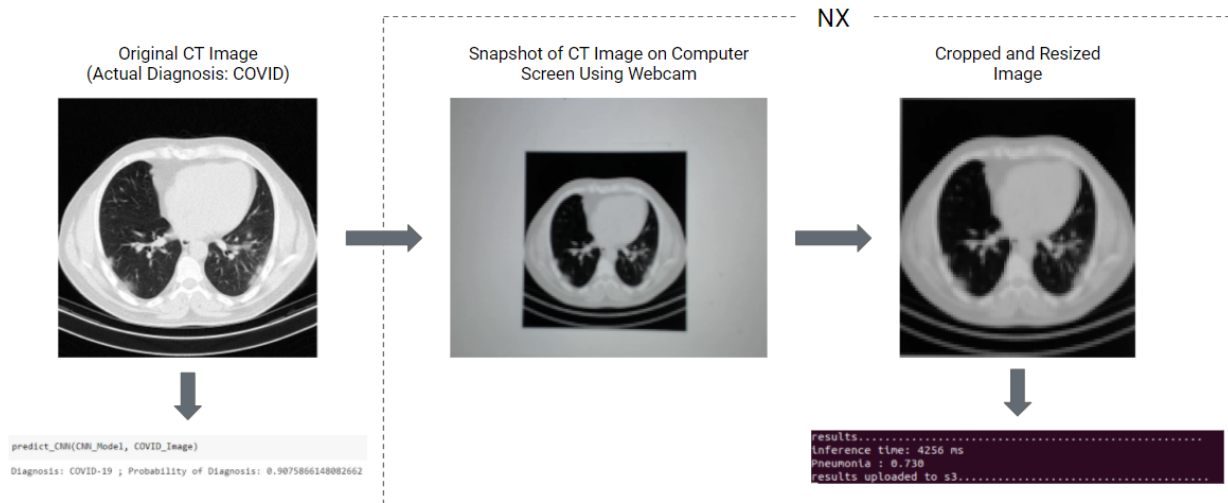 NX
Original CT Image
(Actual Diagnosis: COVID)
Snapshot of CT Image on Computer
Screen Using Webcam
Cropped and Resized
Image
predict_CNN(CNN_Model, COVID_Image)
Diagnosis: COVID-19 ; Probability of Diagnosis: 0.9075866148082662
results....................................................
inference time: 4256 ms
Pneumonia : 0.730
results uploaded to s3......................................